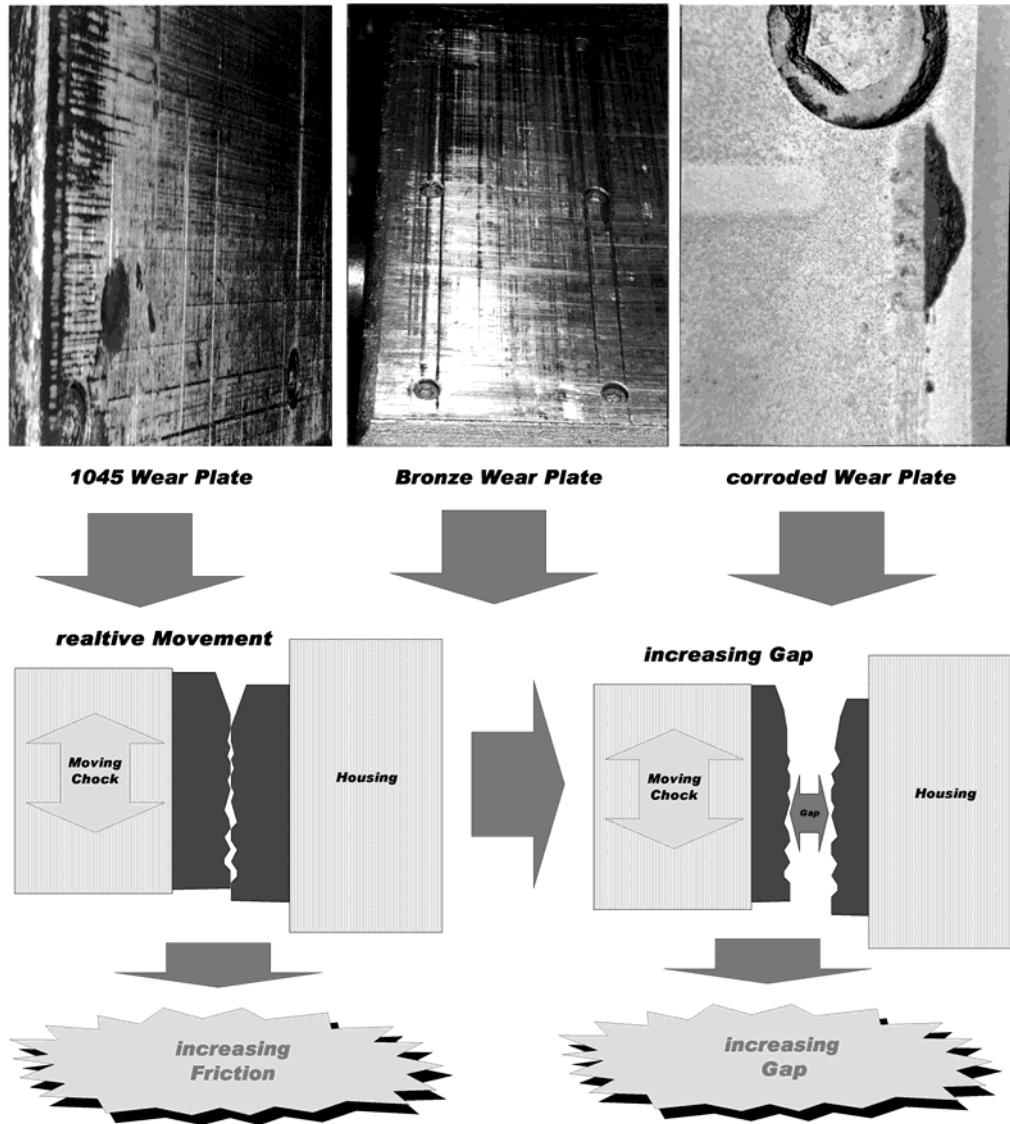 1045 Wear Plate
Bronze Wear Plate
corroded Wear Plate
realtive Movement
increasing Gap
Moving
Chock
Housing
Moving
Chock
Gap
Housing
increasing
Friction
increasing
Gap